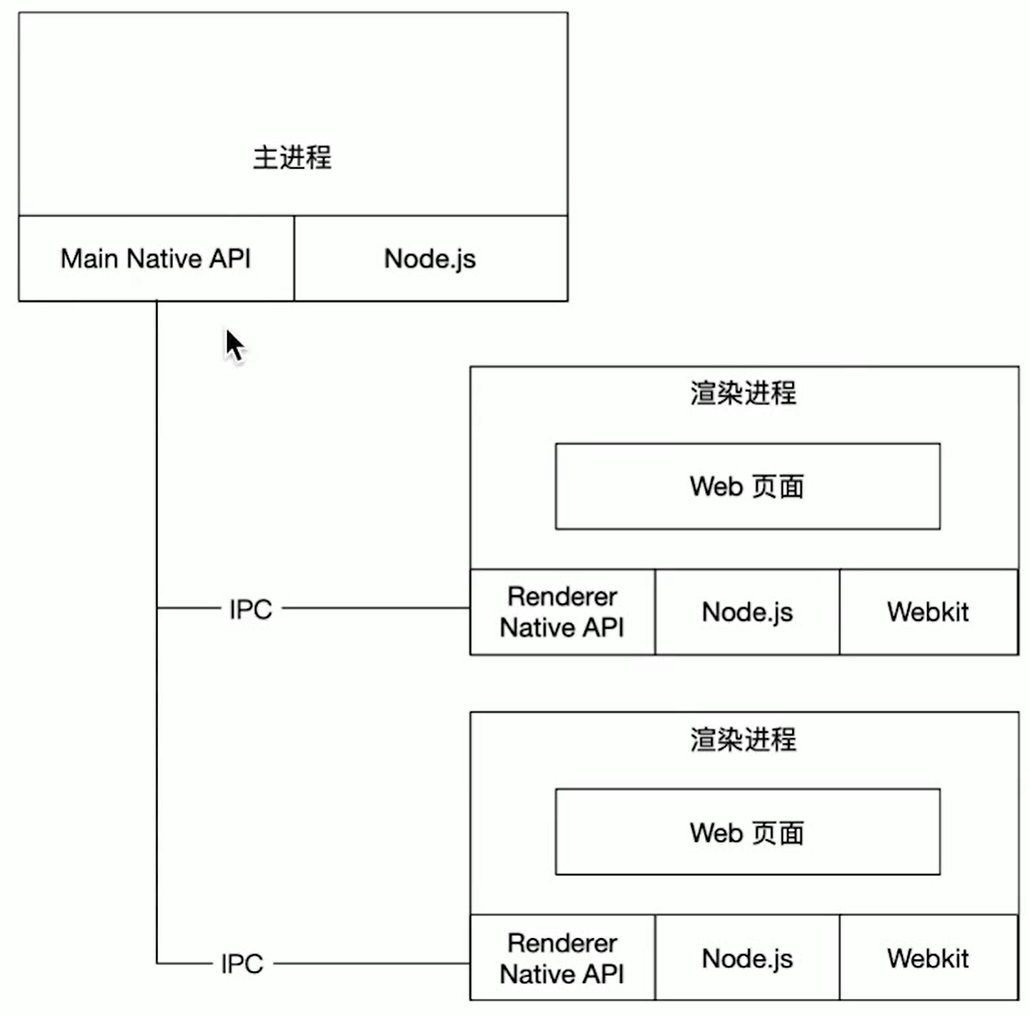 主进程
Main Native API
Node.js
渲染进程
Web 页面
IPC
Renderer
Native API
Node.js
Webkit
渲染进程
Web 页面
IPC
Renderer
Native API
Node.js
Webkit